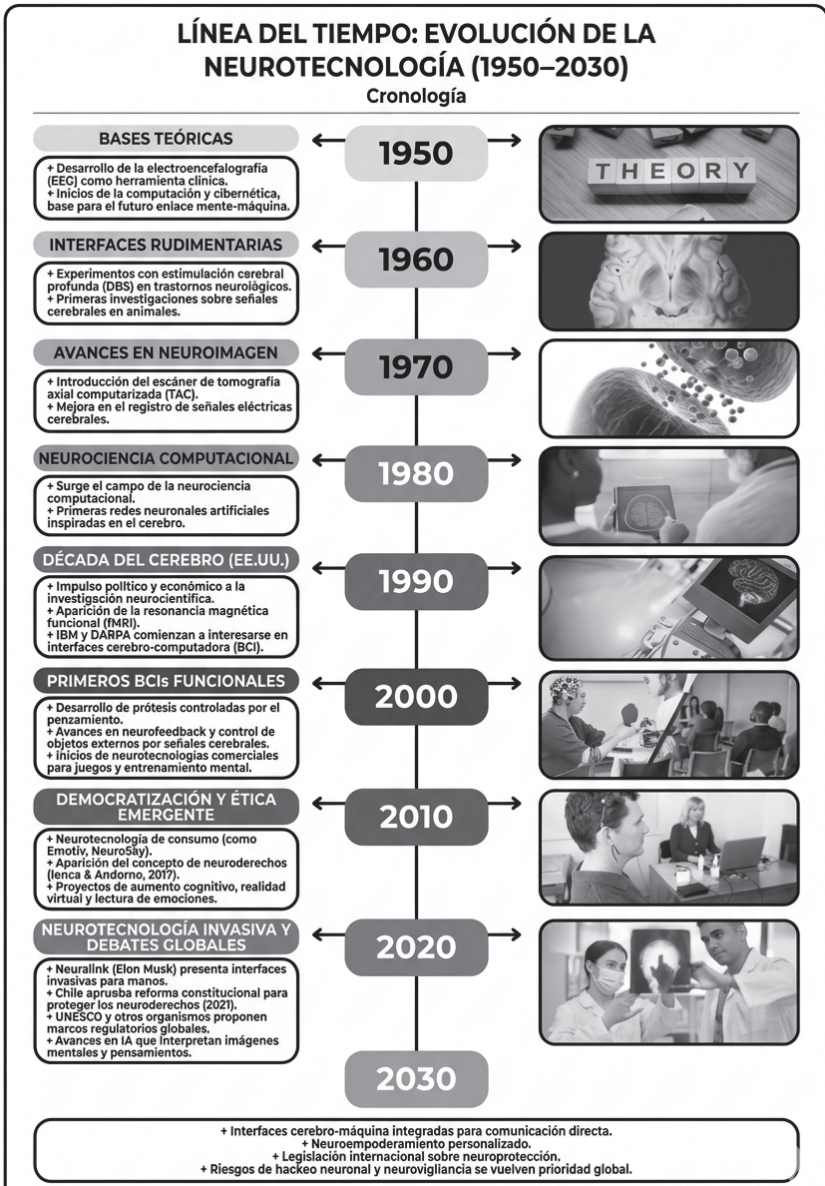 LÍNEA DEL TIEMPO: EVOLUCIÓN DE LA
NEUROTECNOLOGÍA (1950–2030)
Cronología
BASES TEÓRICAS
1950
+ Desarrollo de la electroencefalografía
(EEG) como herramienta clínica.
+ Inicios de la computación y cibernética,
base para el futuro enlace mente-máquina.
THEORY
INTERFACES RUDIMENTARIAS
1960
+ Experimentos con estimulación cerebral
profunda (DBS) en trastornos neurológicos.
+ Primeras investigaciones sobre señales
cerebrales en animales.
AVANCES EN NEUROIMAGEN
1970
+ Introducción del escáner de tomografía
axial computarizada (TAC).
+ Mejora en el registro de señales eléctricas
cerebrales.
NEUROCIENCIA COMPUTACIONAL
1980
+ Surge el campo de la neurociencia
computacional.
+ Primeras redes neuronales artificiales
inspiradas en el cerebro.
DÉCADA DEL CEREBRO (EE.UU.)
1990
+ Impulso político y económico a la
investigsción neurocientífica.
+ Aparición de la resonancia magnética
funcional (fMRI).
+ IBM y DARPA comienzan a interesarse en
interfaces cerebro-computadora (BCI).
PRIMEROS BCIs FUNCIONALES
2000
+ Desarrollo de prótesis controladas por el
penzamiento.
+ Avances en neurofeedback y control de
objetos externos por señales cerebrales.
+ Inicios de neurotecnologias comerciales
para juegos y entrenamiento mental.
DEMOCRATIZACIÓN Y ÉTICA
EMERGENTE
2010
+ Neurotecnología de consumo (como
Emotiv, Neuro5ay).
+ Aparición del concepto de neuroderechos
(Ienca & Andorno, 2017).
+ Proyectos de aumento cognitivo, realidad
virtual y lectura de emociones.
NEUROTECNOLOGÍA INVASIVA Y
DEBATES GLOBALES
2020
+ Neuralink (Elon Musk) presenta interfaces
invasivas para manos.
+ Chile aprusba reforma constitucional para
proteger los neuroderechos (2021).
+ UNESCO y otros organismos proponen
marcos regulatorios globales.
+ Avances en IA que interpretan imágenes
mentales y pensamientos.
2030
+ Interfaces cerebro-máquina integradas para comunicación directa.
+ Neuroempoderamiento personalizado.
+ Legislación internacional sobre neuroprotección.
+ Riesgos de hackeo neuronal y neurovigilancia se vuelven prioridad global.